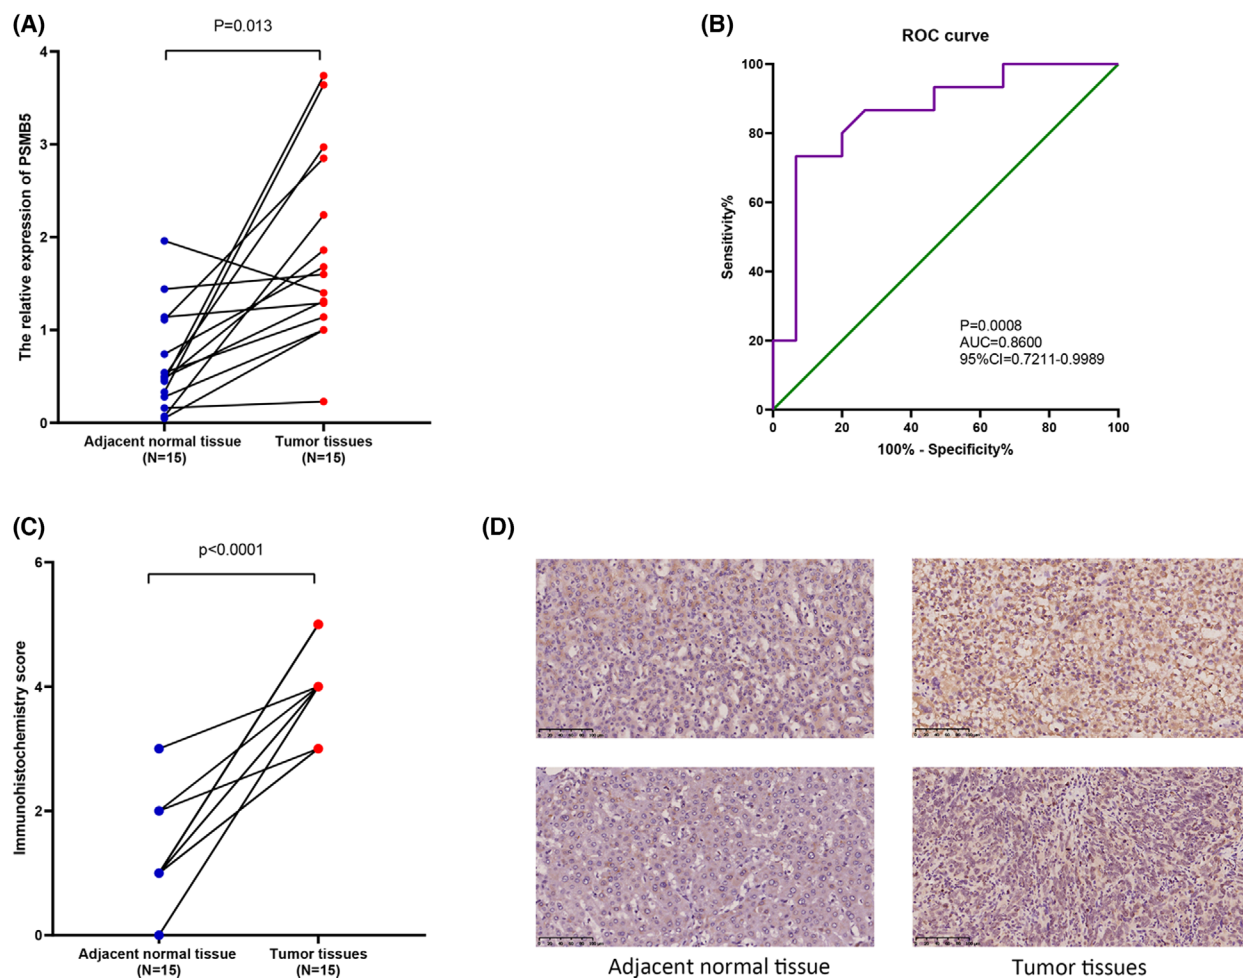 (A)
P=0.013
4
3
2
1
0
The relative expression of PSMB5
Adjacent normal tissue
(N=15)
Tumor tissues
(N=15)
(B)
ROC curve
100
80
60
40
20
0
Sensitivity%
P=0.0008
AUC=0.8600
95%CI=0.7211-0.9989
0 20 40 60 80 100
100% - Specificity%
(C)
p<0.0001
6
4
2
0
Immunohistochemistry score
Adjacent normal tissue
(N=15)
Tumor tissues
(N=15)
(D)
Adjacent normal tissue
Tumor tissues